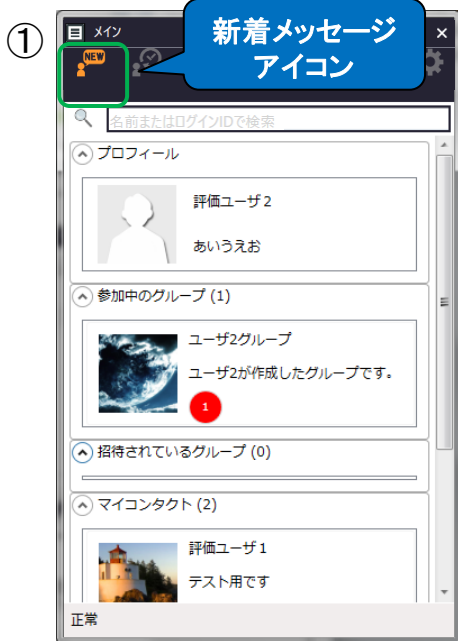 ①
メイン
新着メッセージ
アイコン
NEW
名前またはログインIDで検索
プロフィール
評価ユーザ2
あいうえお
参加中のグループ (1)
ユーザ2グループ
ユーザ2が作成したグループです。
1
招待されているグループ (0)
マイコンタクト (2)
評価ユーザ1
テスト用です
正常